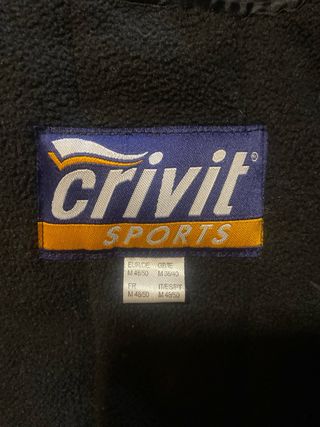 crivit®
SPORTS
EUR/DE GB/IE
M 48/50 M 38/40
FR IT/ES/PT
M 48/50 M 48/50